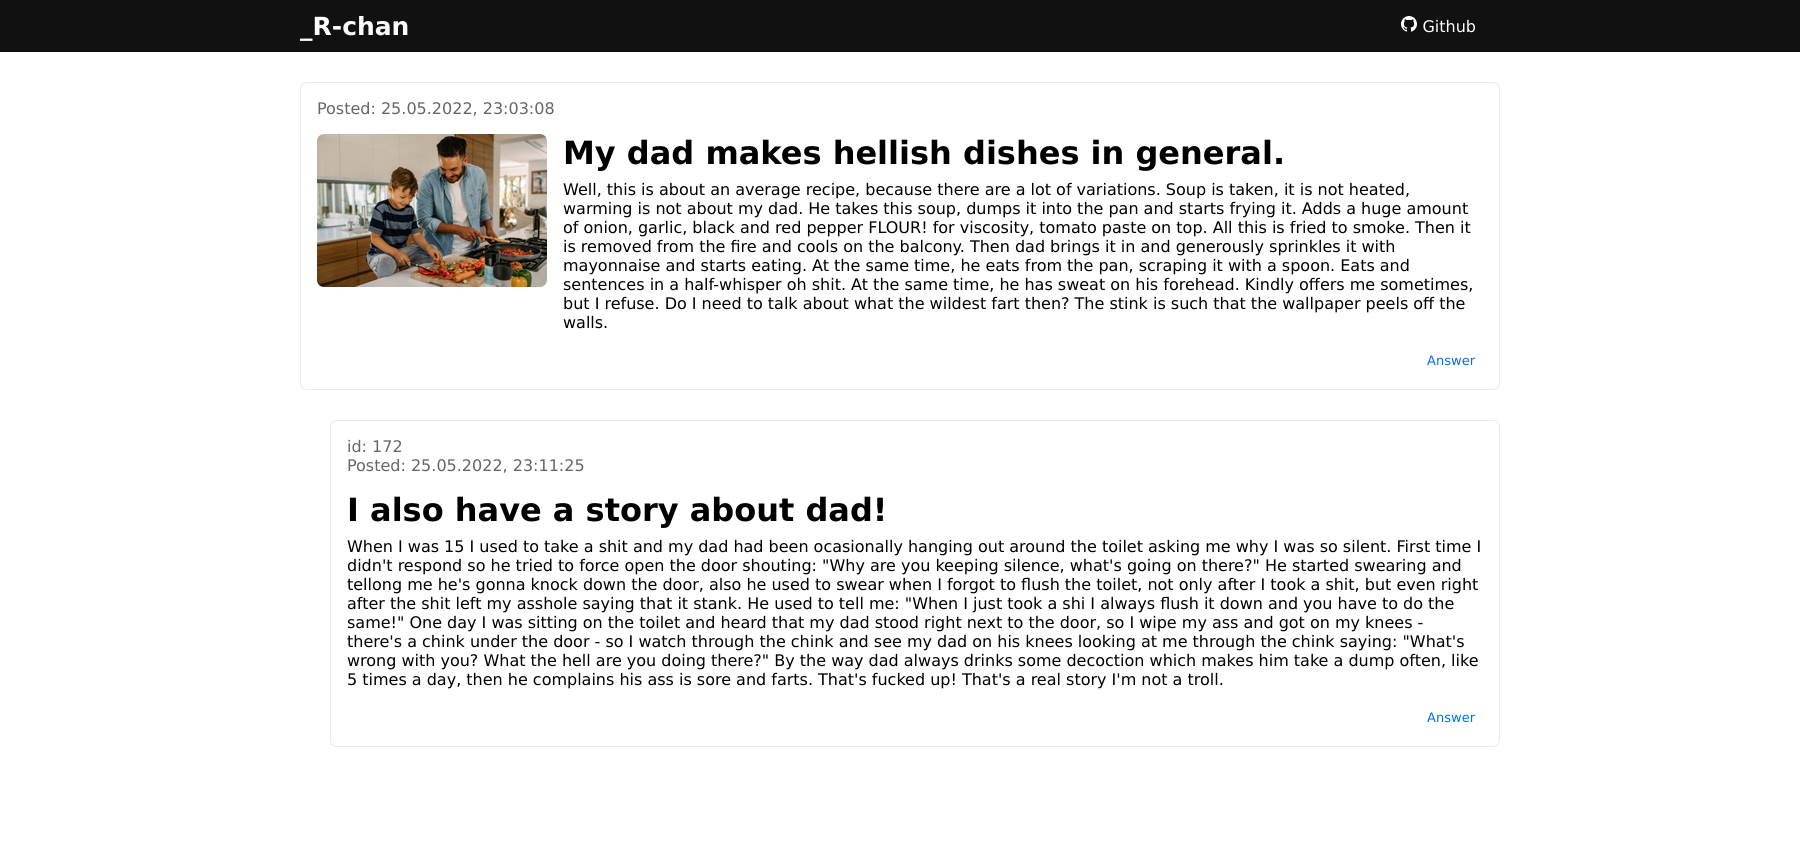 _R-chan
Github
Posted: 25.05.2022, 23:03:08
My dad makes hellish dishes in general.
Well, this is about an average recipe, because there are a lot of variations. Soup is taken, it is not heated,
warming is not about my dad. He takes this soup, dumps it into the pan and starts frying it. Adds a huge amount
of onion, garlic, black and red pepper FLOUR! for viscosity, tomato paste on top. All this is fried to smoke. Then it
is removed from the fire and cools on the balcony. Then dad brings it in and generously sprinkles it with
mayonnaise and starts eating. At the same time, he eats from the pan, scraping it with a spoon. Eats and
sentences in a half-whisper oh shit. At the same time, he has sweat on his forehead. Kindly offers me sometimes,
but I refuse. Do I need to talk about what the wildest fart then? The stink is such that the wallpaper peels off the
walls.
Answer
id: 172
Posted: 25.05.2022, 23:11:25
I also have a story about dad!
When I was 15 I used to take a shit and my dad had been ocasionally hanging out around the toilet asking me why I was so silent. First time I
didn't respond so he tried to force open the door shouting: "Why are you keeping silence, what's going on there?" He started swearing and
tellong me he's gonna knock down the door, also he used to swear when I forgot to flush the toilet, not only after I took a shit, but even right
after the shit left my asshole saying that it stank. He used to tell me: "When I just took a shi I always flush it down and you have to do the
same!" One day I was sitting on the toilet and heard that my dad stood right next to the door, so I wipe my ass and got on my knees -
there's a chink under the door - so I watch through the chink and see my dad on his knees looking at me through the chink saying: "What's
wrong with you? What the hell are you doing there?" By the way dad always drinks some decoction which makes him take a dump often, like
5 times a day, then he complains his ass is sore and farts. That's fucked up! That's a real story I'm not a troll.
Answer